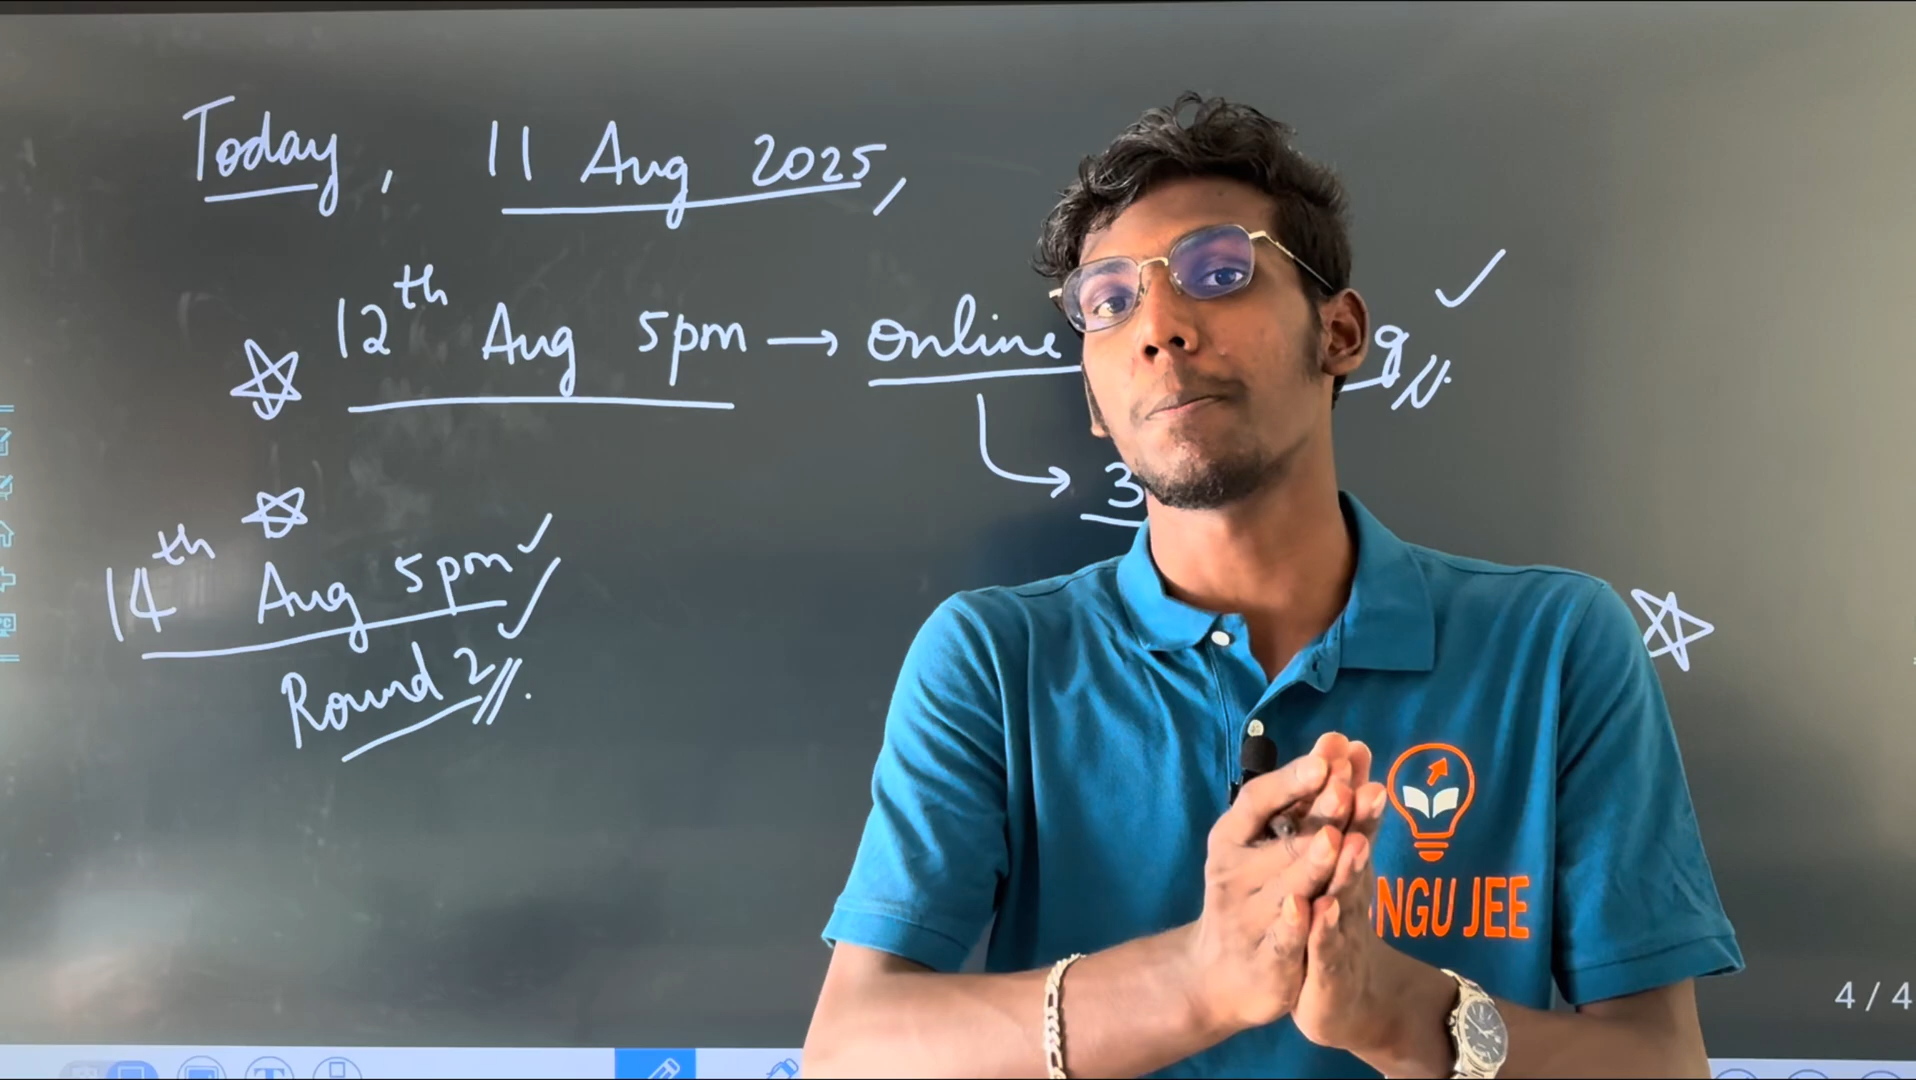 Today, 11 Aug 2025,
12th Aug 5pm → online
3
14th Aug 5pm
Round 2
NGU JEE
4 / 4